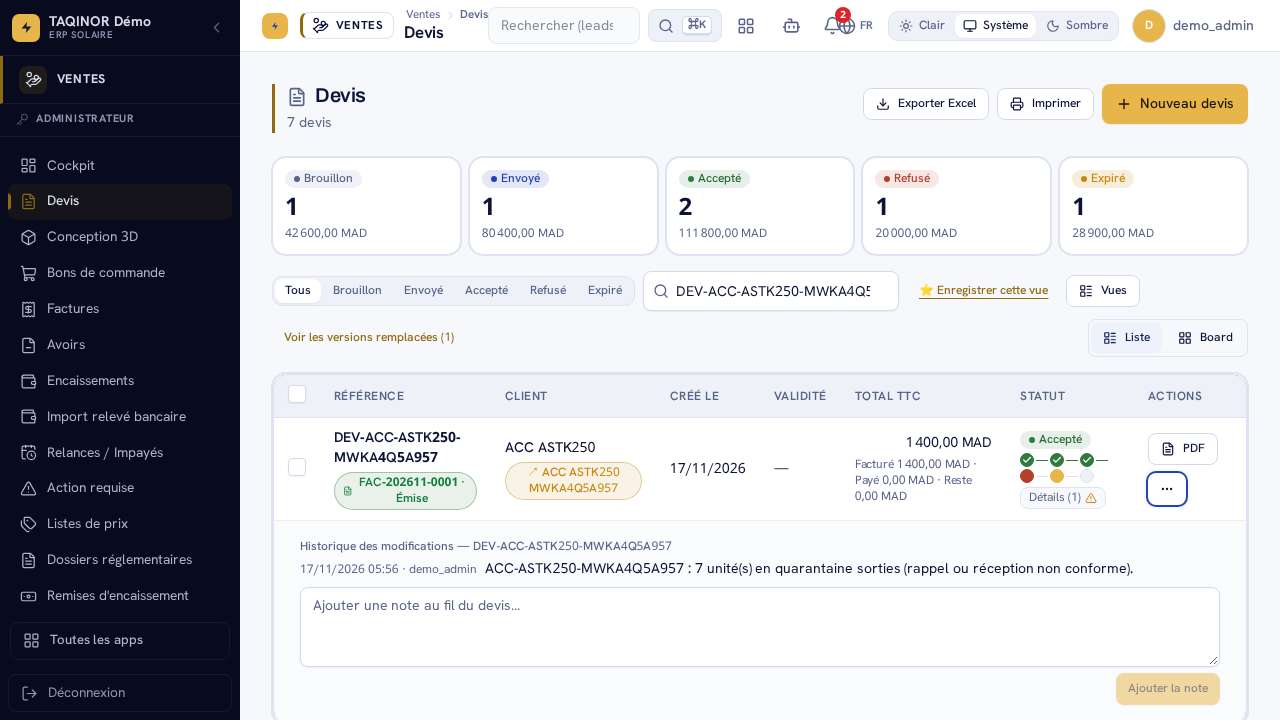 TAQINOR Démo
ERP SOLAIRE
VENTES
ADMINISTRATEUR
Cockpit
Devis
Conception 3D
Bons de commande
Factures
Avoirs
Encaissements
Import relevé bancaire
Relances / Impayés
Action requise
Listes de prix
Dossiers réglementaires
Remises d'encaissement
Toutes les apps
Déconnexion
VENTES
Ventes > Devis
Devis
Rechercher (leads
⌘K
2
FR
Clair
Système
Sombre
D
demo_admin
Devis
7 devis
Exporter Excel
Imprimer
+ Nouveau devis
Brouillon
1
42 600,00 MAD
Envoyé
1
80 400,00 MAD
Accepté
2
111 800,00 MAD
Refusé
1
20 000,00 MAD
Expiré
1
28 900,00 MAD
Tous
Brouillon
Envoyé
Accepté
Refusé
Expiré
DEV-ACC-ASTK250-MWKA4Q5
⭐ Enregistrer cette vue
Vues
Voir les versions remplacées (1)
Liste
Board
RÉFÉRENCE
CLIENT
CRÉÉ LE
VALIDITÉ
TOTAL TTC
STATUT
ACTIONS
DEV-ACC-ASTK250-
MWKA4Q5A957
FAC-202611-0001 ·
Émise
ACC ASTK250
↗ ACC ASTK250
MWKA4Q5A957
17/11/2026
—
1 400,00 MAD
Facturé 1 400,00 MAD ·
Payé 0,00 MAD · Reste
0,00 MAD
Accepté
Détails (1)
PDF
···
Historique des modifications — DEV-ACC-ASTK250-MWKA4Q5A957
17/11/2026 05:56 · demo_admin ACC-ASTK250-MWKA4Q5A957 : 7 unité(s) en quarantaine sorties (rappel ou réception non conforme).
Ajouter une note au fil du devis...
Ajouter la note